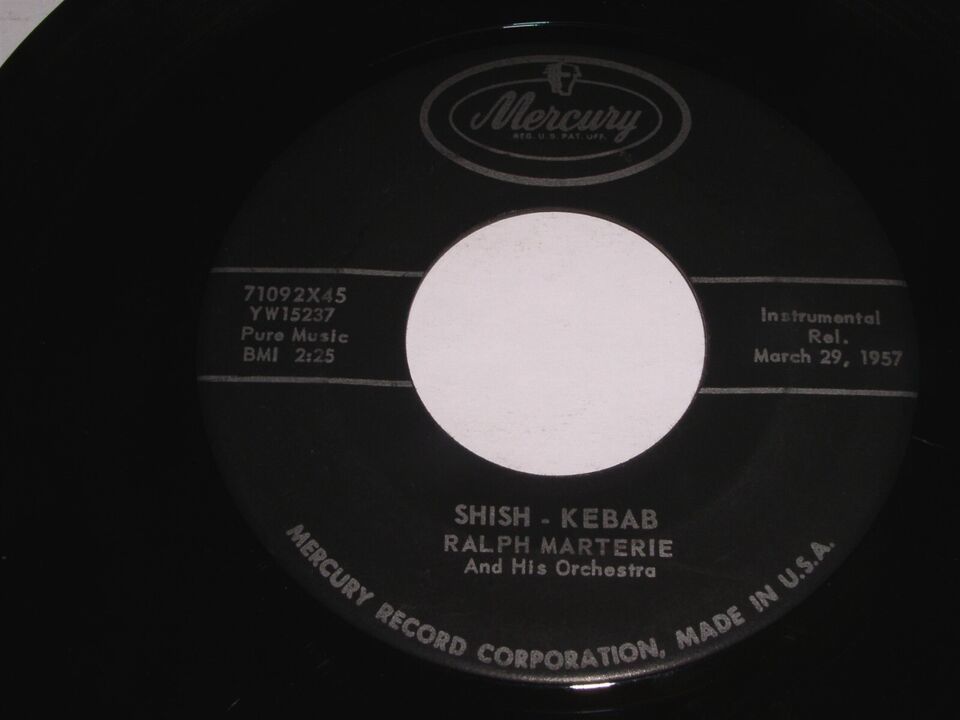 Mercury
REG. U.S. PAT. OFF.
71092X45
YW15237
Pure Music
BMI 2:25
Instrumental
Rel.
March 29, 1957
SHISH - KEBAB
RALPH MARTERIE
And His Orchestra
MERCURY RECORD CORPORATION, MADE IN U.S.A.